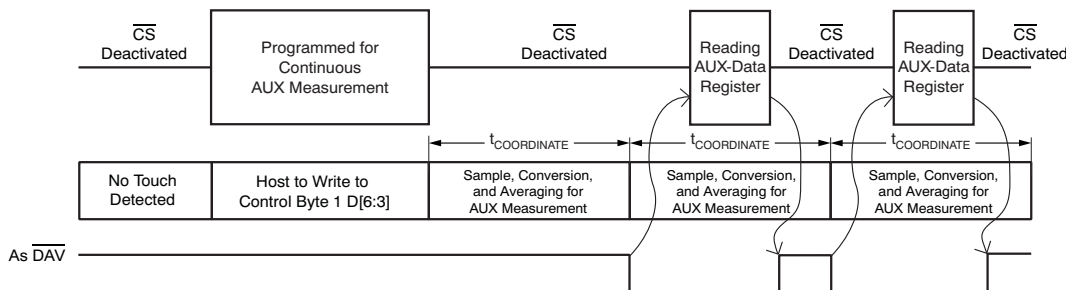 CS
Deactivated
Programmed for
Continuous
AUX Measurement
CS
Deactivated
Reading
AUX-Data
Register
CS
Deactivated
Reading
AUX-Data
Register
CS
Deactivated
tCOORDINATE
tCOORDINATE
tCOORDINATE
No Touch
Detected
Host to Write to
Control Byte 1 D[6:3]
Sample, Conversion,
and Averaging for
AUX Measurement
Sample, Conversion,
and Averaging for
AUX Measurement
Sample, Conversion,
and Averaging for
AUX Measurement
As DAV